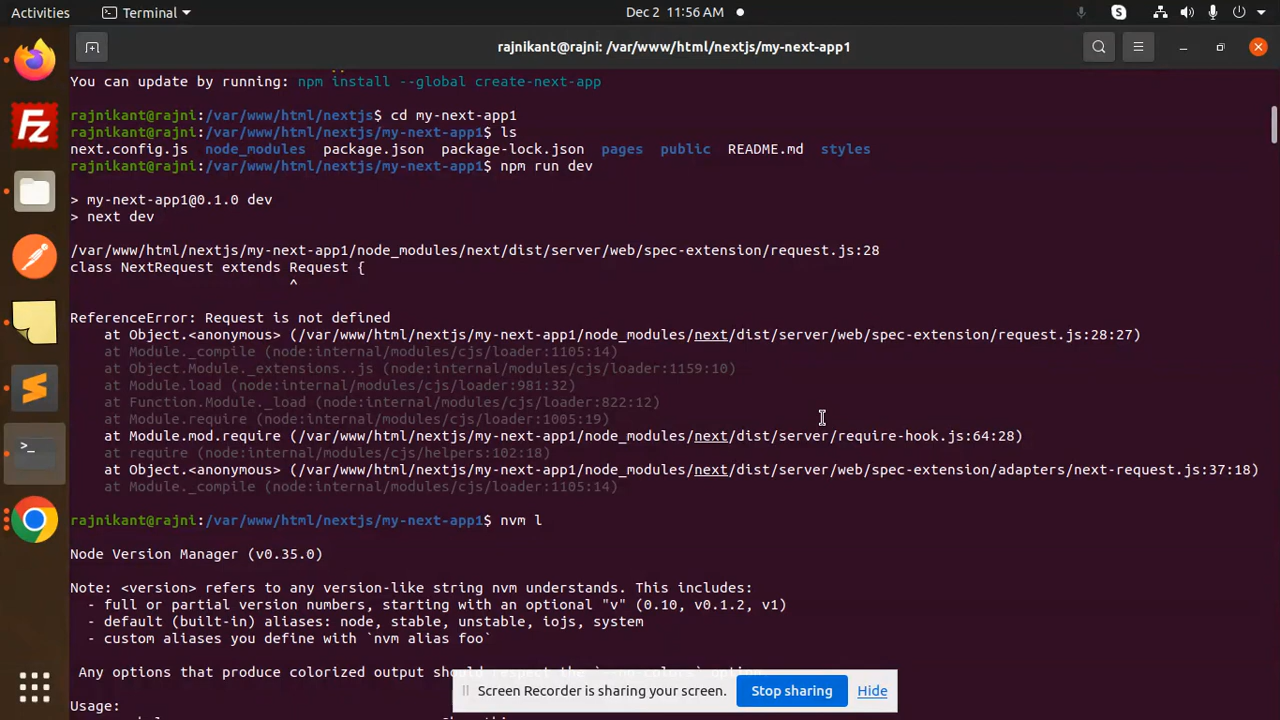 Activities
Terminal
Dec 2 11:56 AM
rajnikant@rajni: /var/www/html/nextjs/my-next-app1
You can update by running: npm install --global create-next-app
rajnikant@rajni:/var/www/html/nextjs$ cd my-next-app1
rajnikant@rajni:/var/www/html/nextjs/my-next-app1$ ls
next.config.js node_modules package.json package-lock.json pages public README.md styles
rajnikant@rajni:/var/www/html/nextjs/my-next-app1$ npm run dev
> my-next-app1@0.1.0 dev
> next dev
/var/www/html/nextjs/my-next-app1/node_modules/next/dist/server/web/spec-extension/request.js:28
class NextRequest extends Request {
^
ReferenceError: Request is not defined
at Object.<anonymous> (/var/www/html/nextjs/my-next-app1/node_modules/next/dist/server/web/spec-extension/request.js:28:27)
at Module._compile (node:internal/modules/cjs/loader:1105:14)
at Object.Module._extensions..js (node:internal/modules/cjs/loader:1159:10)
at Module.load (node:internal/modules/cjs/loader:981:32)
at Function.Module._load (node:internal/modules/cjs/loader:822:12)
at Module.require (node:internal/modules/cjs/loader:1005:19)
at Module.mod.require (/var/www/html/nextjs/my-next-app1/node_modules/next/dist/server/require-hook.js:64:28)
at require (node:internal/modules/cjs/helpers:102:18)
at Object.<anonymous> (/var/www/html/nextjs/my-next-app1/node_modules/next/dist/server/web/spec-extension/adapters/next-request.js:37:18)
at Module._compile (node:internal/modules/cjs/loader:1105:14)
rajnikant@rajni:/var/www/html/nextjs/my-next-app1$ nvm l
Node Version Manager (v0.35.0)
Note: <version> refers to any version-like string nvm understands. This includes:
- full or partial version numbers, starting with an optional "v" (0.10, v0.1.2, v1)
- default (built-in) aliases: node, stable, unstable, iojs, system
- custom aliases you define with `nvm alias foo`
Any options that produce colorized output should respect the
Screen Recorder is sharing your screen. Stop sharing Hide
Usage: